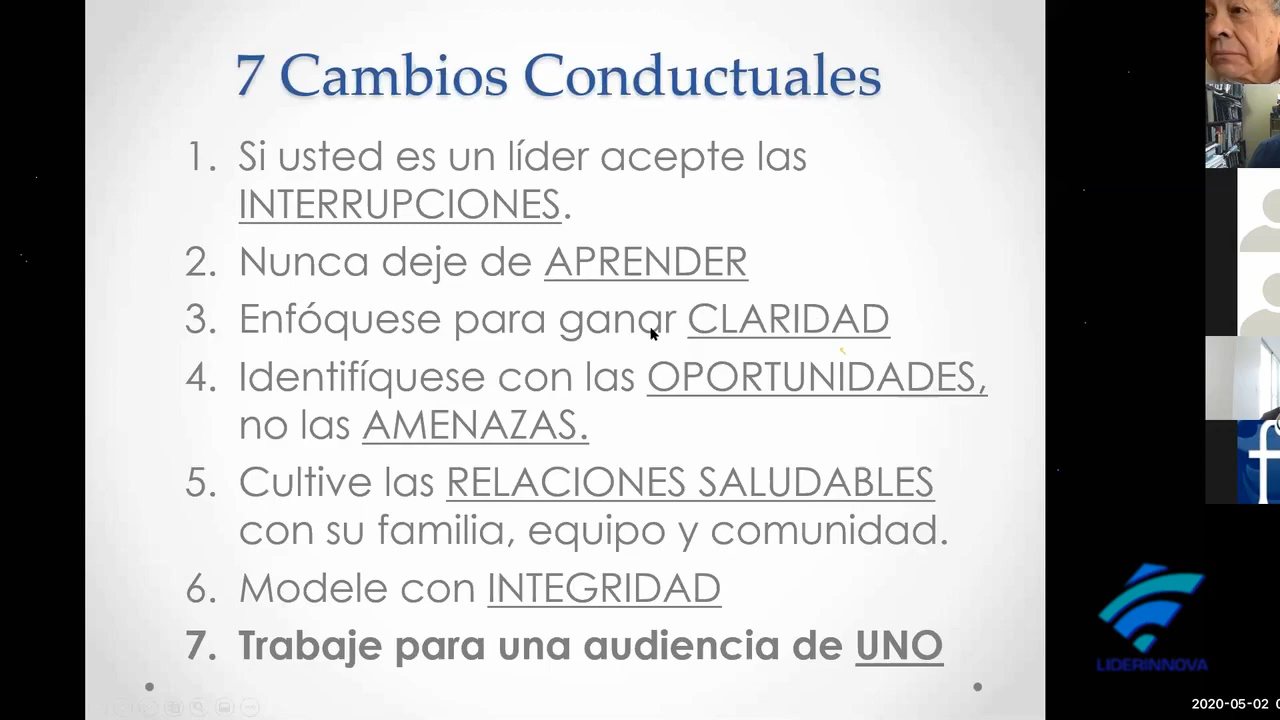 7 Cambios Conductuales
1. Si usted es un líder acepte las
INTERRUPCIONES.
2. Nunca deje de APRENDER
3. Enfóquese para ganar CLARIDAD
4. Identifíquese con las OPORTUNIDADES,
no las AMENAZAS.
5. Cultive las RELACIONES SALUDABLES
con su familia, equipo y comunidad.
6. Modele con INTEGRIDAD
7. Trabaje para una audiencia de UNO
LIDERINNOVA
2020-05-02